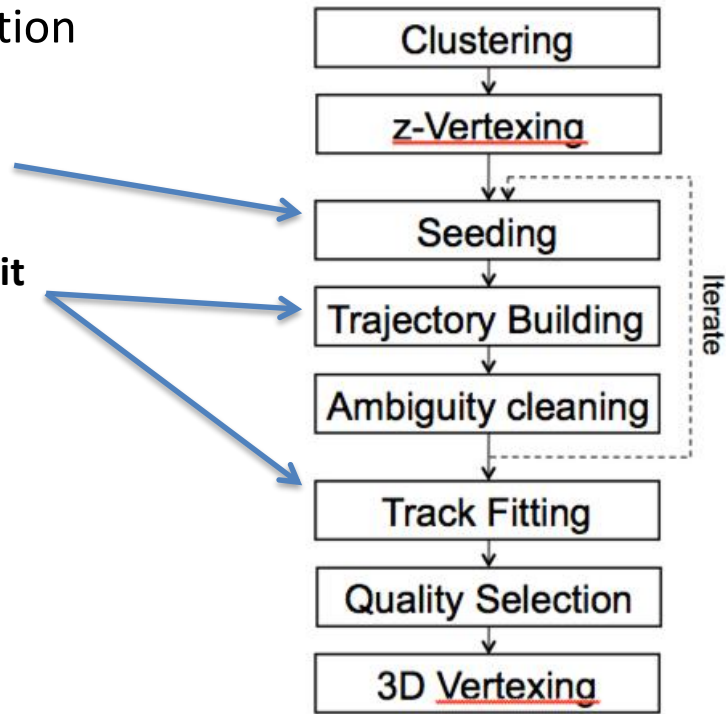 tion
Clustering
z-Vertexing
Seeding
it
Trajectory Building
Iterate
Ambiguity cleaning
Track Fitting
Quality Selection
3D Vertexing